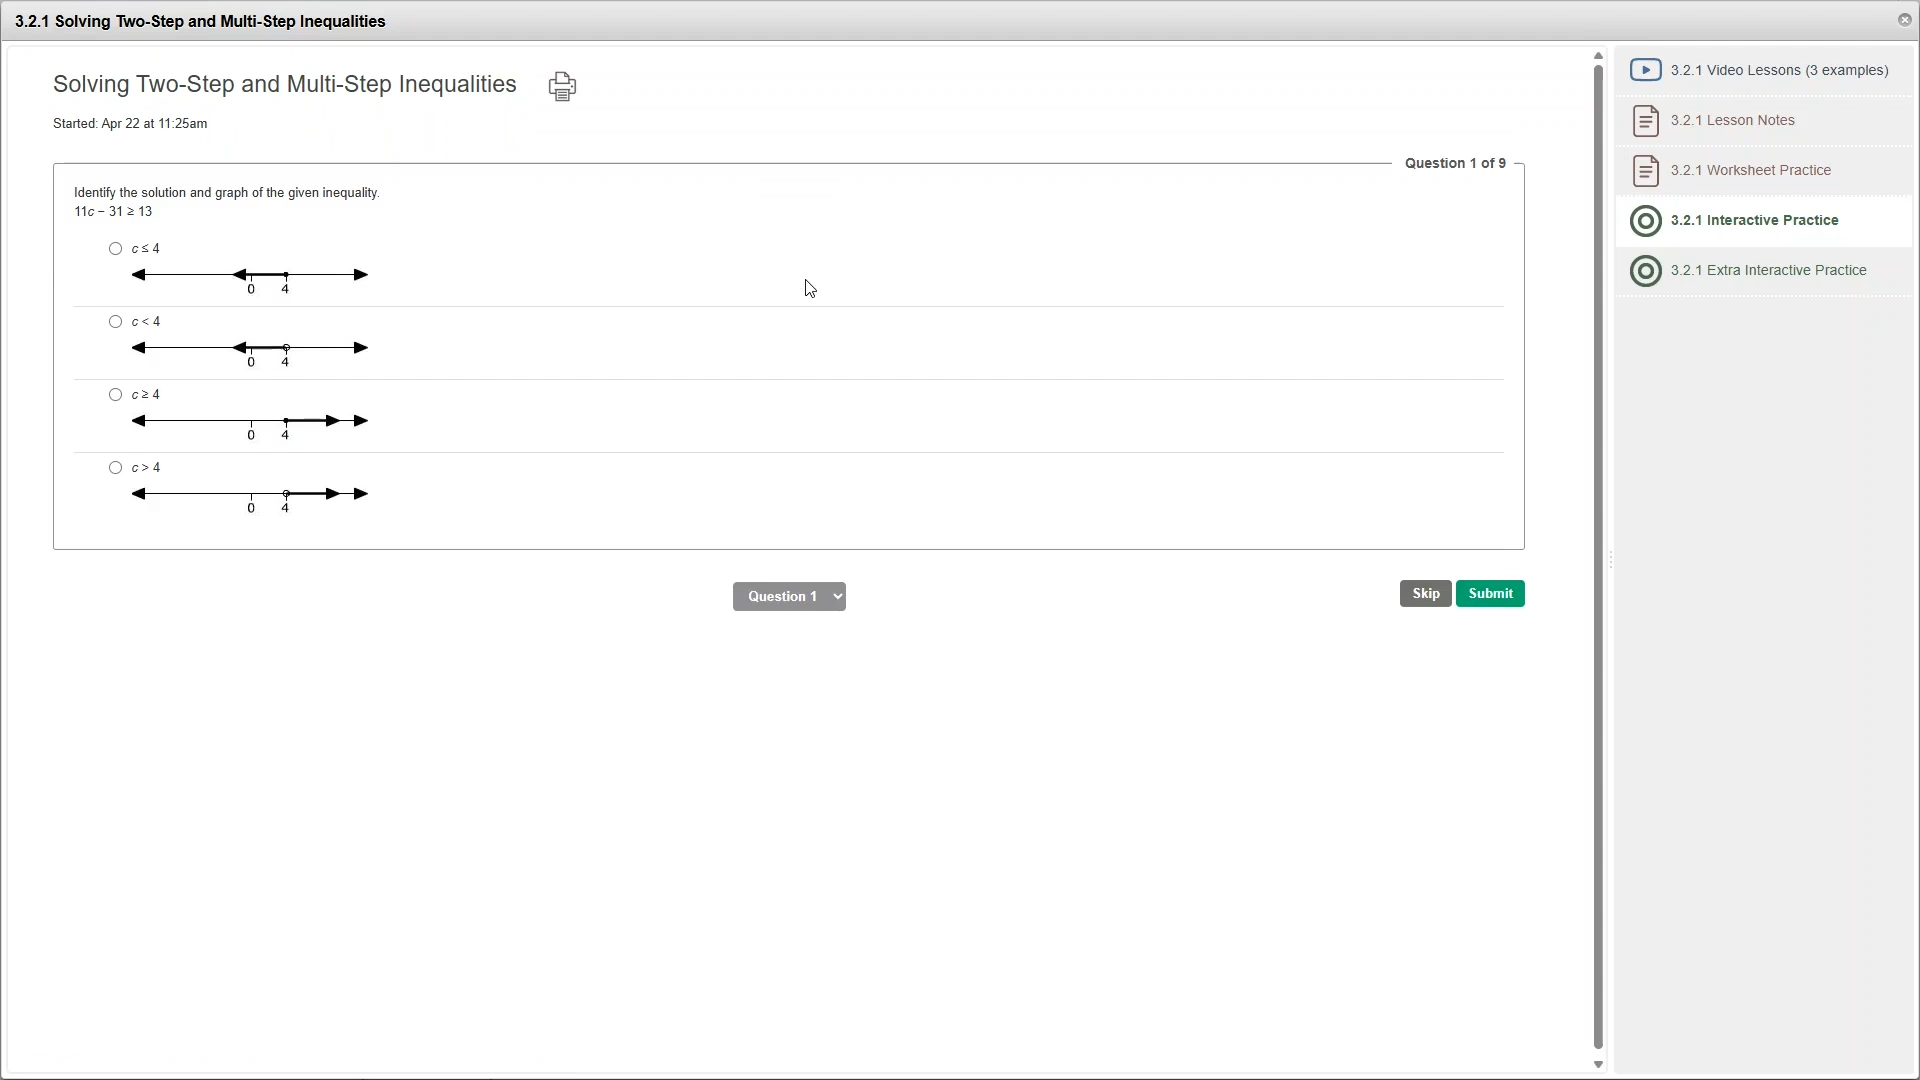 3.2.1 Solving Two-Step and Multi-Step Inequalities
Solving Two-Step and Multi-Step Inequalities
Started: Apr 22 at 11:25am
Question 1 of 9
Identify the solution and graph of the given inequality.
11c − 31 ≥ 13
c ≤ 4
0 4
c < 4
0 4
c ≥ 4
0 4
c > 4
0 4
Question 1
Skip Submit
3.2.1 Video Lessons (3 examples)
3.2.1 Lesson Notes
3.2.1 Worksheet Practice
3.2.1 Interactive Practice
3.2.1 Extra Interactive Practice